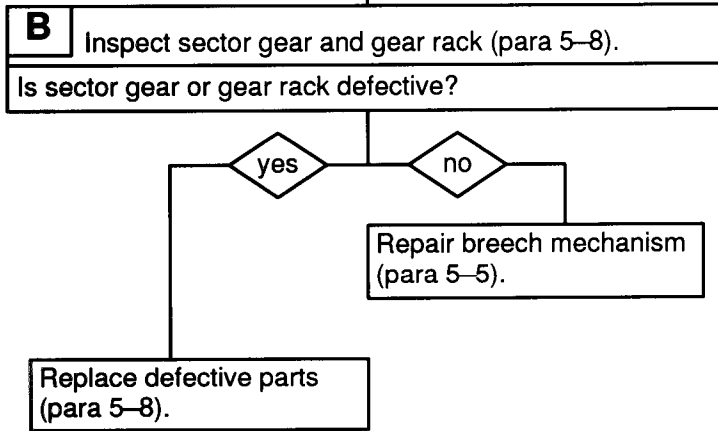 B
Inspect sector gear and gear rack (para 5–8).
Is sector gear or gear rack defective?
yes
no
Repair breech mechanism
(para 5–5).
Replace defective parts
(para 5–8).